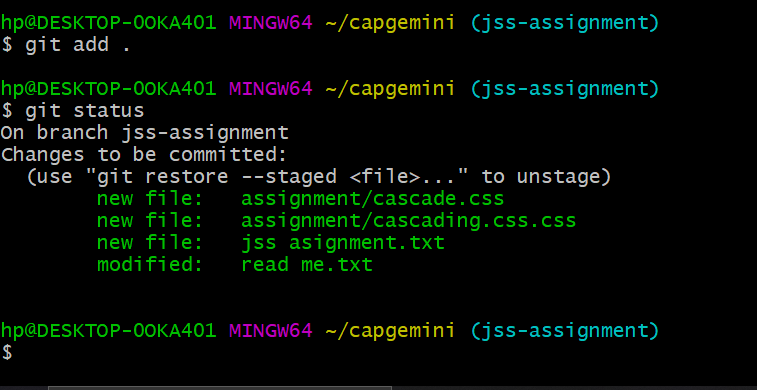 hp@DESKTOP-OOKA401 MINGW64 ~/capgemini (jss-assignment)
$ git add .
hp@DESKTOP-OOKA401 MINGW64 ~/capgemini (jss-assignment)
$ git status
On branch jss-assignment
Changes to be committed:
  (use "git restore --staged <file>..." to unstage)
        new file:   assignment/cascade.css
        new file:   assignment/cascading.css.css
        new file:   jss asignment.txt
        modified:   read me.txt
hp@DESKTOP-OOKA401 MINGW64 ~/capgemini (jss-assignment)
$